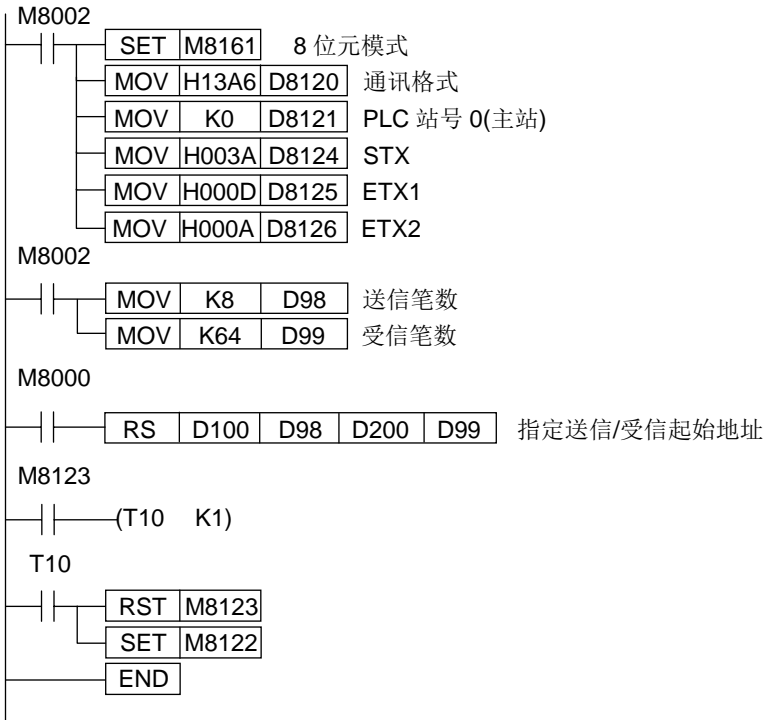 M8002
SET M8161 8 位元模式
MOV H13A6 D8120 通讯格式
MOV K0 D8121 PLC 站号 0(主站)
MOV H003A D8124 STX
MOV H000D D8125 ETX1
MOV H000A D8126 ETX2
M8002
MOV K8 D98 送信笔数
MOV K64 D99 受信笔数
M8000
RS D100 D98 D200 D99 指定送信/受信起始地址
M8123
(T10 K1)
T10
RST M8123
SET M8122
END